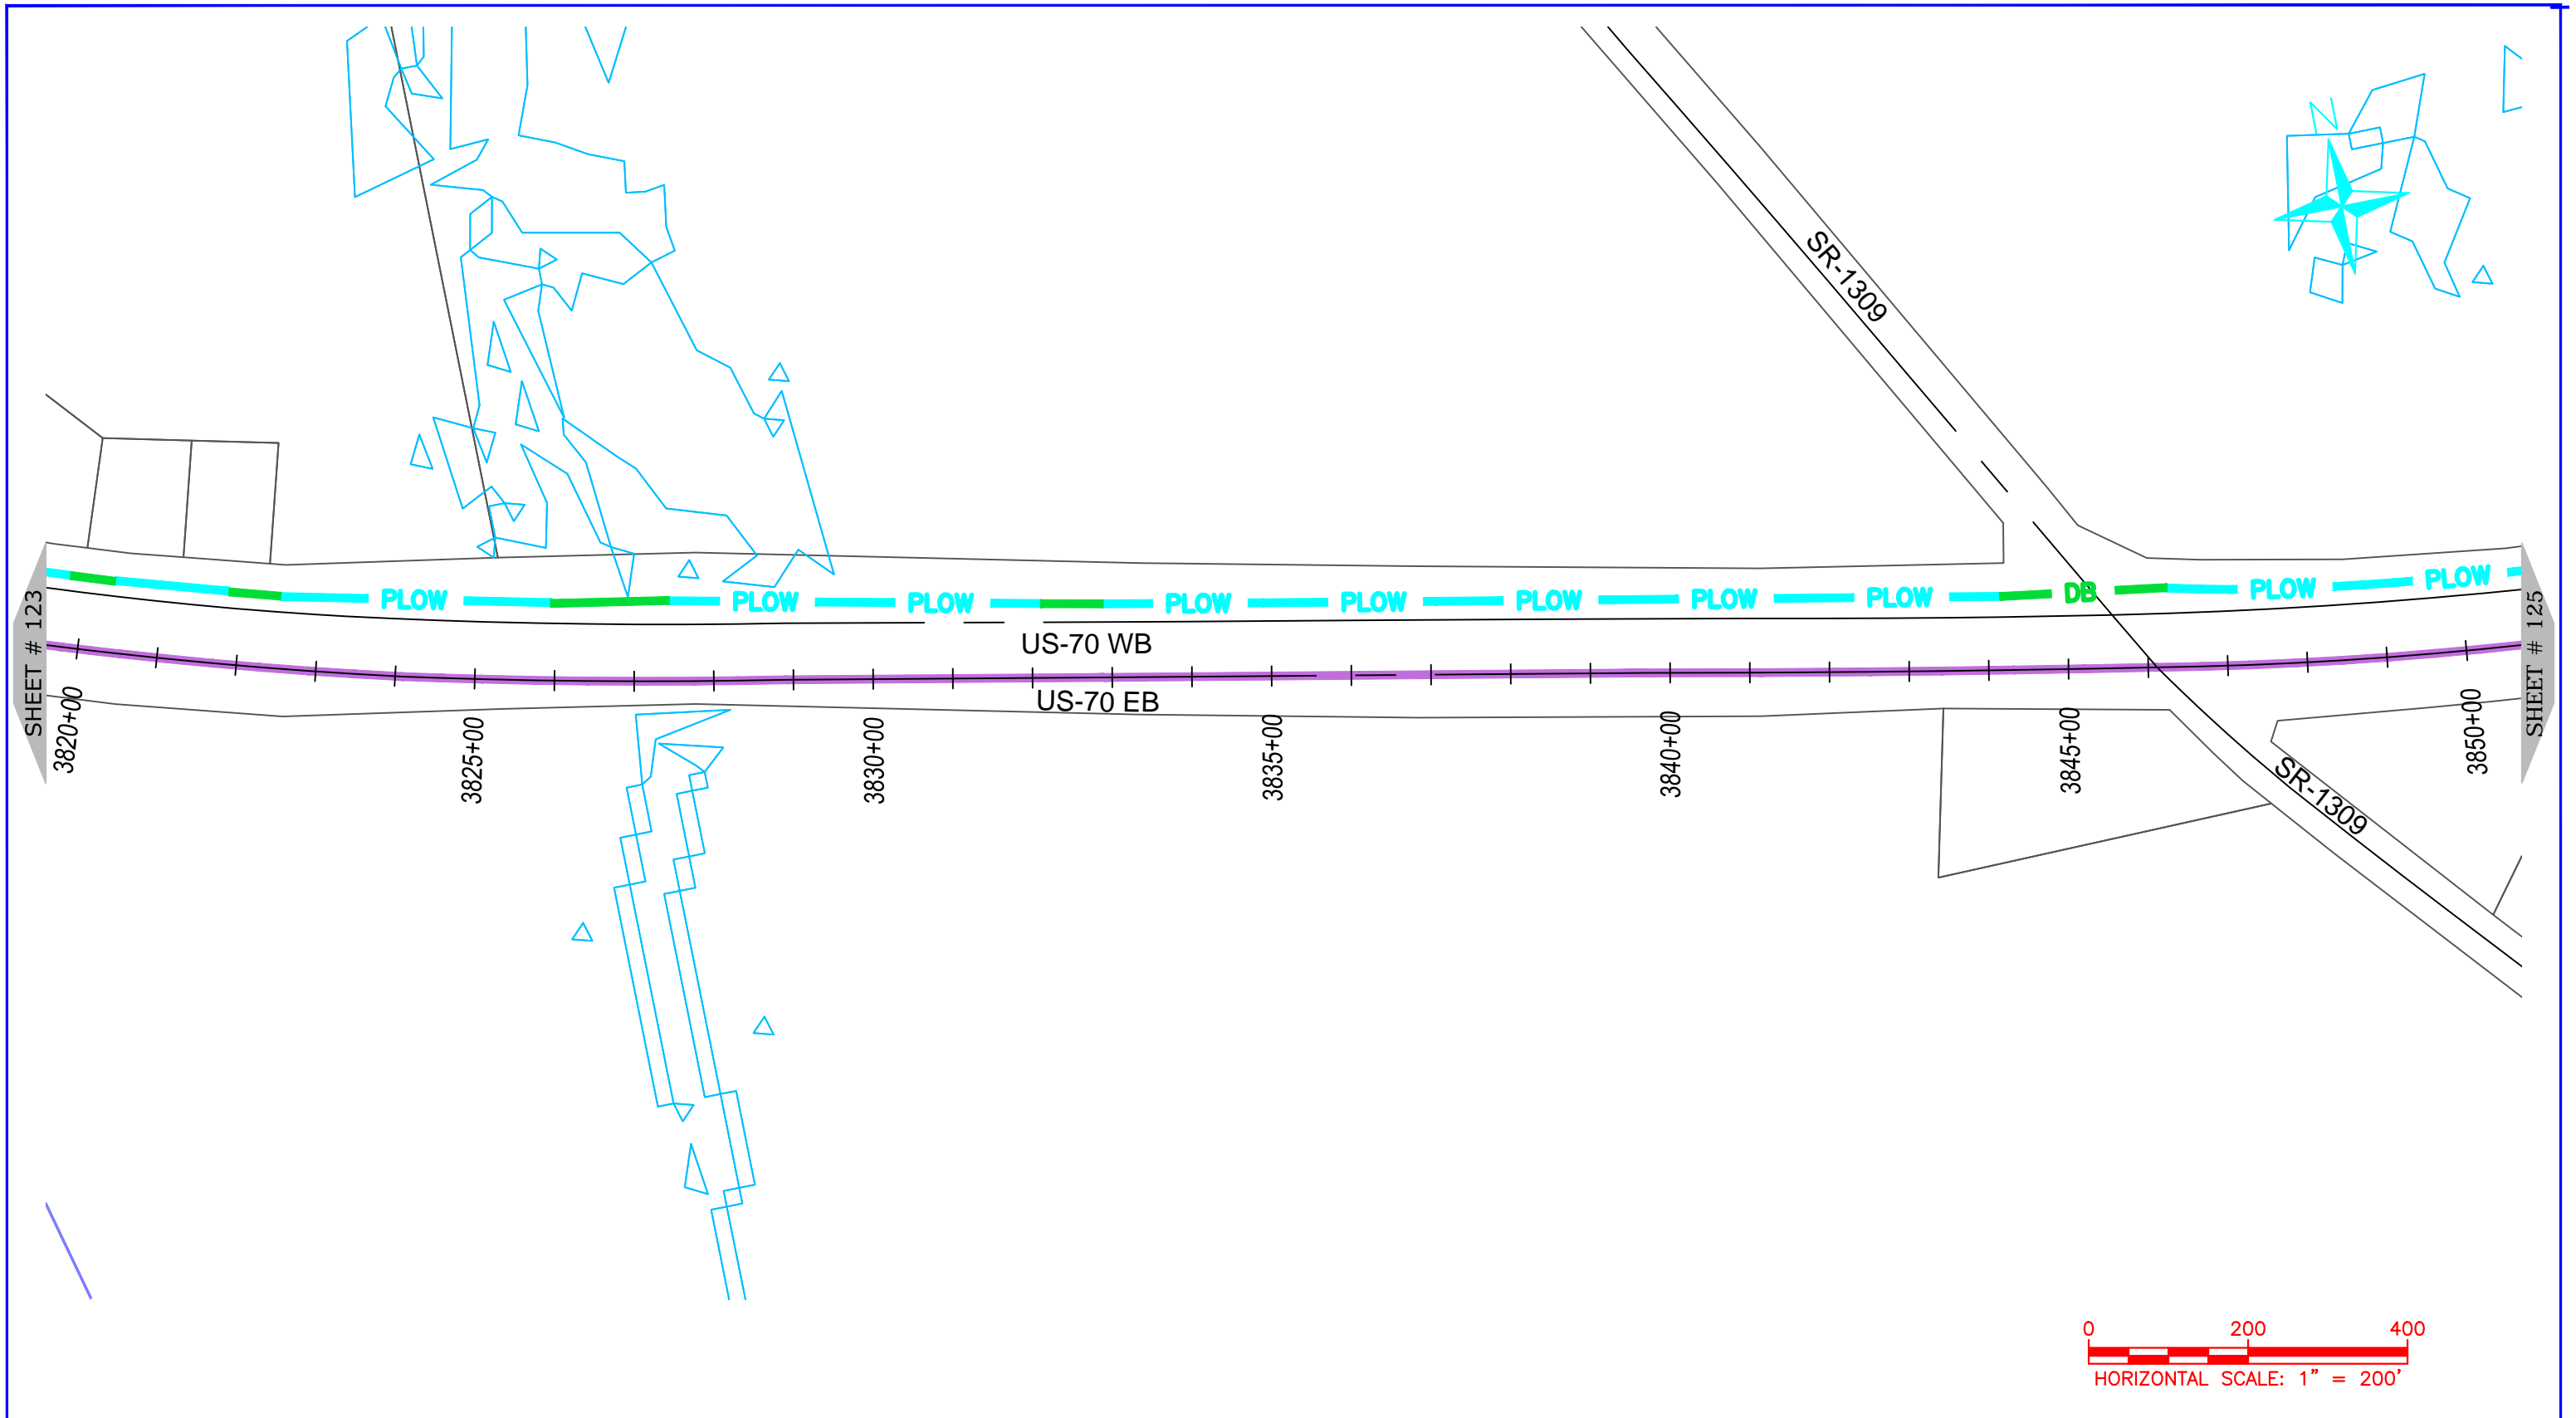 N
SR-1309
SHEET # 123
PLOW
PLOW
PLOW
PLOW
PLOW
PLOW
PLOW
PLOW
DB
PLOW
PLOW
SHEET # 125
US-70 WB
US-70 EB
3820+00
3825+00
3830+00
3835+00
3840+00
3845+00
3850+00
SR-1309
0 200 400
HORIZONTAL SCALE: 1" = 200'